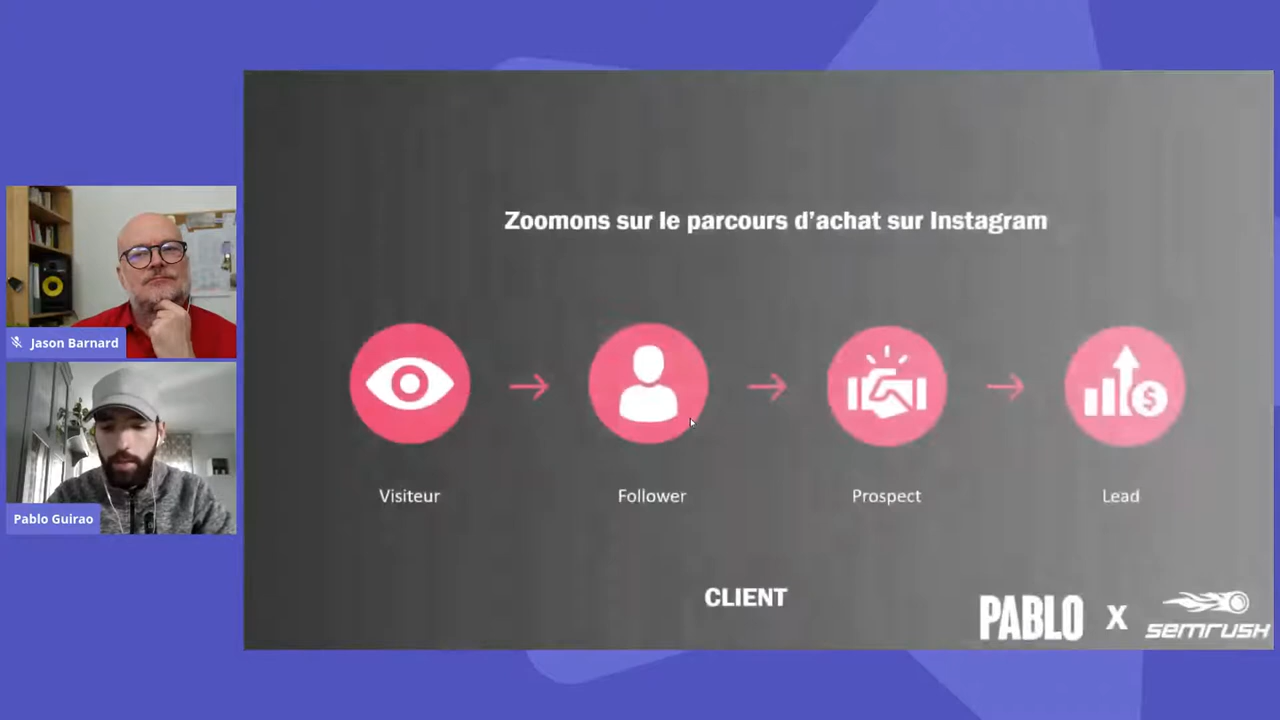 Zoomons sur le parcours d'achat sur Instagram
Visiteur
Follower
Prospect
Lead
CLIENT
PABLO X semrush
Jason Barnard
Pablo Guirao